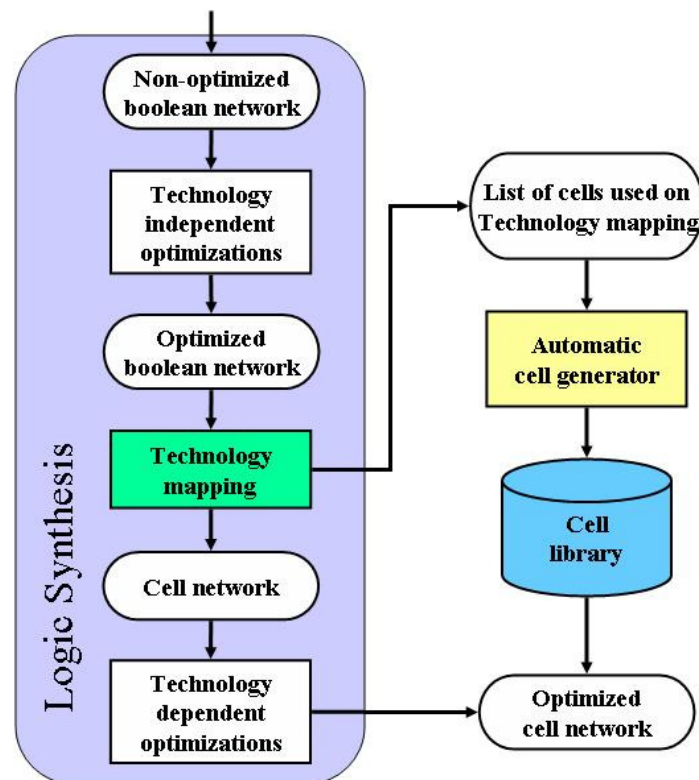 Non-optimized
boolean network
Technology
independent
optimizations
Optimized
boolean network
Technology
mapping
Cell network
Technology
dependent
optimizations
Logic Synthesis
List of cells used on
Technology mapping
Automatic
cell generator
Cell
library
Optimized
cell network